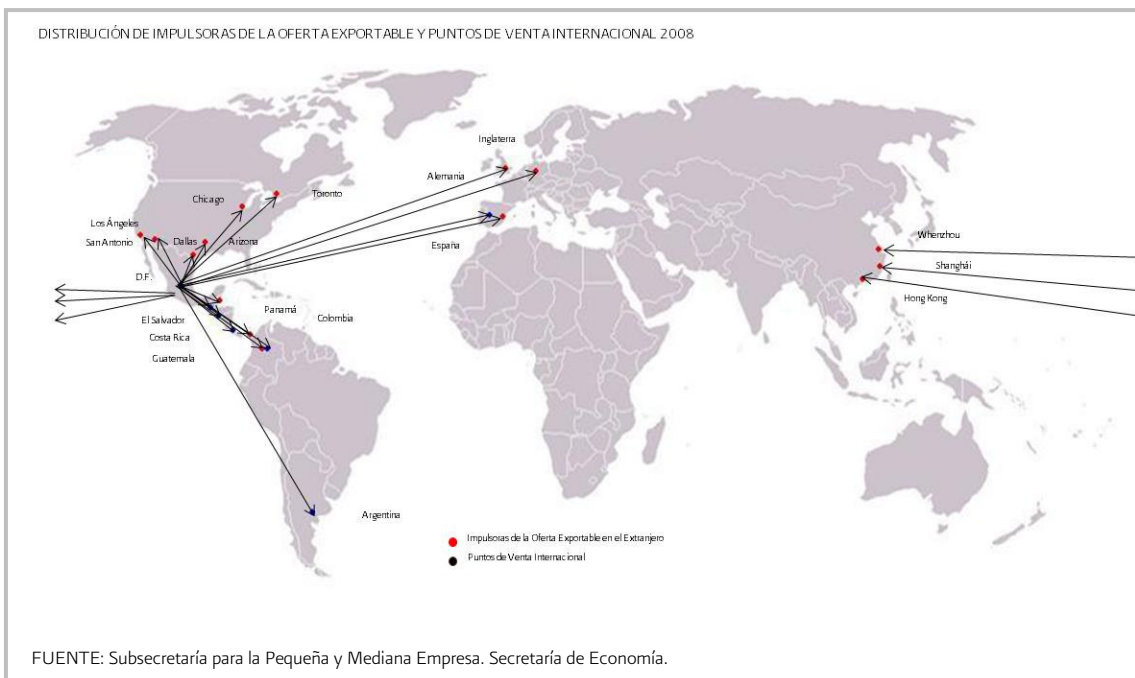 DISTRIBUCIÓN DE IMPULSORAS DE LA OFERTA EXPORTABLE Y PUNTOS DE VENTA INTERNACIONAL 2008
Inglaterra
Alemania
Toronto
Chicago
Los Ángeles
San Antonio
Dallas
Arizona
España
Whenzhou
Shanghái
D.F.
Hong Kong
El Salvador
Panamá
Colombia
Costa Rica
Guatemala
Argentina
Impulsoras de la Oferta Exportable en el Extranjero
Puntos de Venta Internacional
FUENTE: Subsecretaría para la Pequeña y Mediana Empresa. Secretaría de Economía.